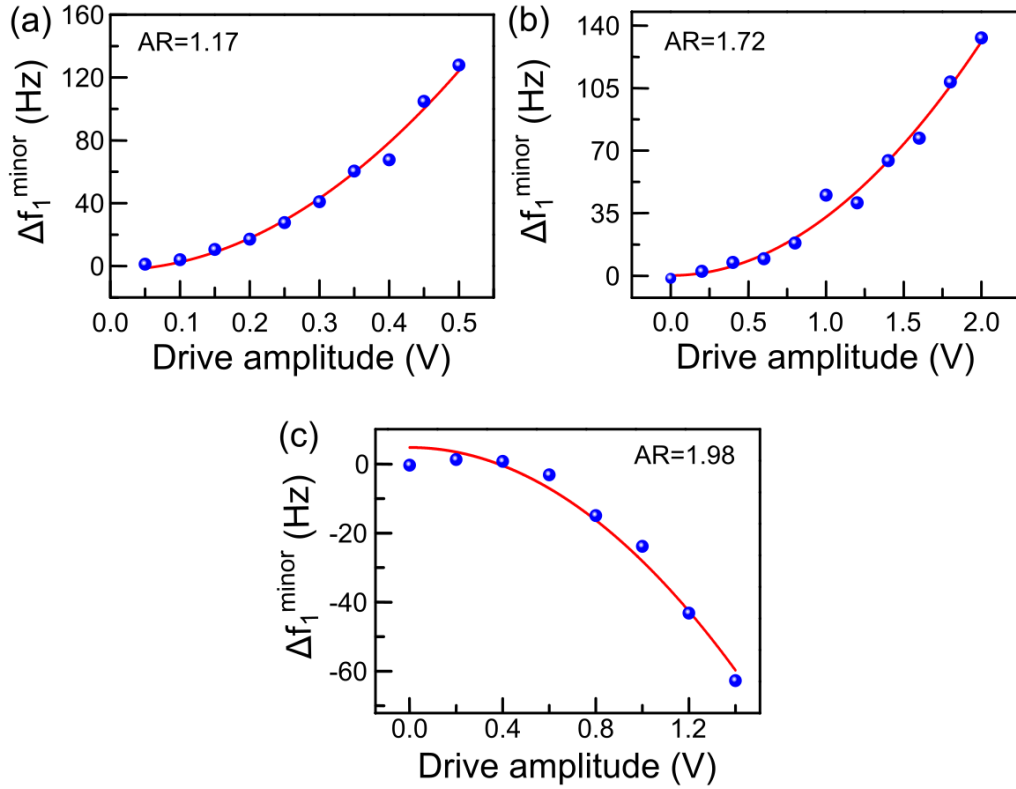 (a)
AR=1.17
160
120
80
40
0
Δf₁ᵐⁱⁿᵒʳ (Hz)
0.0 0.1 0.2 0.3 0.4 0.5
Drive amplitude (V)
(b)
AR=1.72
140
105
70
35
0
Δf₁ᵐⁱⁿᵒʳ (Hz)
0.0 0.5 1.0 1.5 2.0
Drive amplitude (V)
(c)
AR=1.98
0
-20
-40
-60
Δf₁ᵐⁱⁿᵒʳ (Hz)
0.0 0.4 0.8 1.2
Drive amplitude (V)